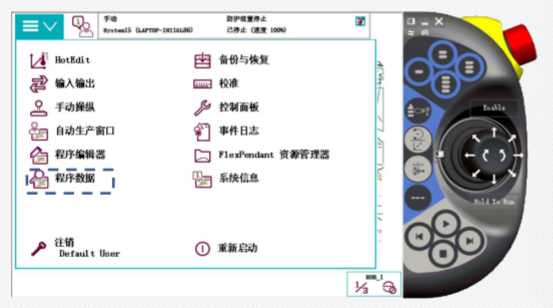 手动
防护装置停止
System15 (LAPTOP-IH1I6L86)
已停止 (速度 100%)
HotEdit
备份与恢复
输入输出
校准
手动操纵
控制面板
自动生产窗口
事件日志
程序编辑器
FlexPendant 资源管理器
程序数据
系统信息
注销
Default User
重新启动
Enable
Hold To Run
ROB_1
1/3